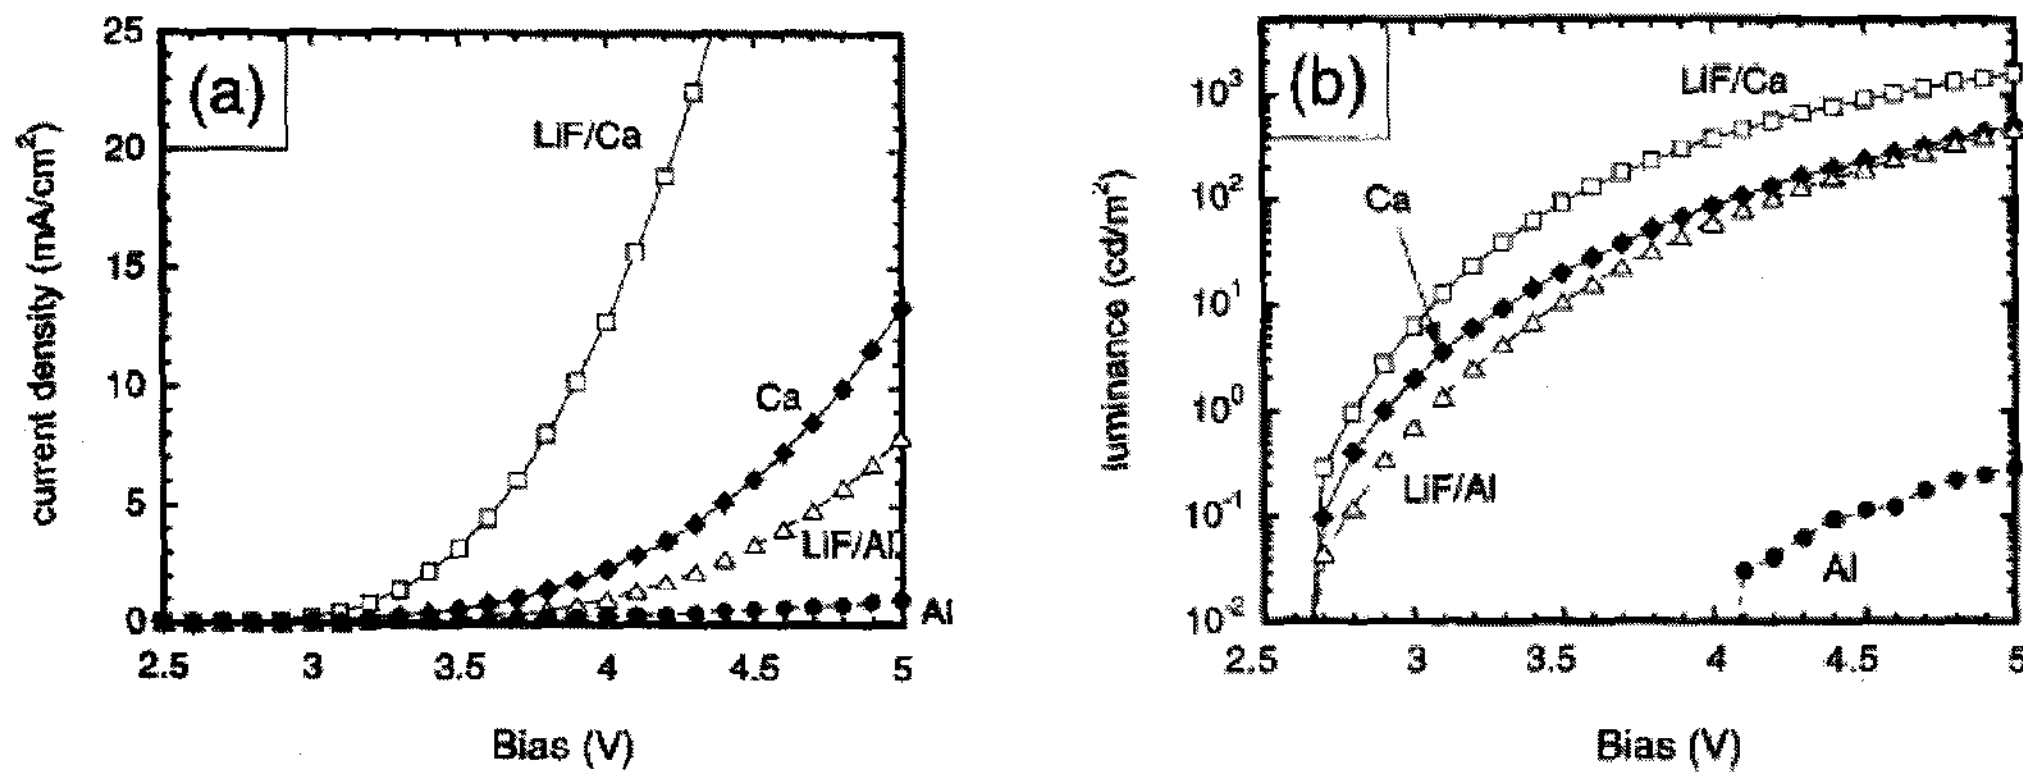 (a)
25
20
15
10
5
0
current density (mA/cm²)
LiF/Ca
Ca
LiF/Al
Al
2.5 3 3.5 4 4.5 5
Bias (V)
(b)
10³
10²
10¹
10⁰
10⁻¹
10⁻²
luminance (cd/m²)
LiF/Ca
Ca
LiF/Al
Al
2.5 3 3.5 4 4.5 5
Bias (V)